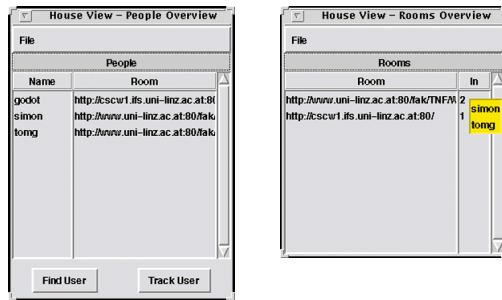 House View – People Overview
File
People
Name Room
godot http://cscw1.ifs.uni–linz.ac.at:80
simon http://www.uni–linz.ac.at:80/fak
tomg http://www.uni–linz.ac.at:80/fak
Find User Track User
House View – Rooms Overview
File
Rooms
Room In
http://www.uni–linz.ac.at:80/fak/TNF/ 2
http://cscw1.ifs.uni–linz.ac.at:80/ 1
simon
tomg